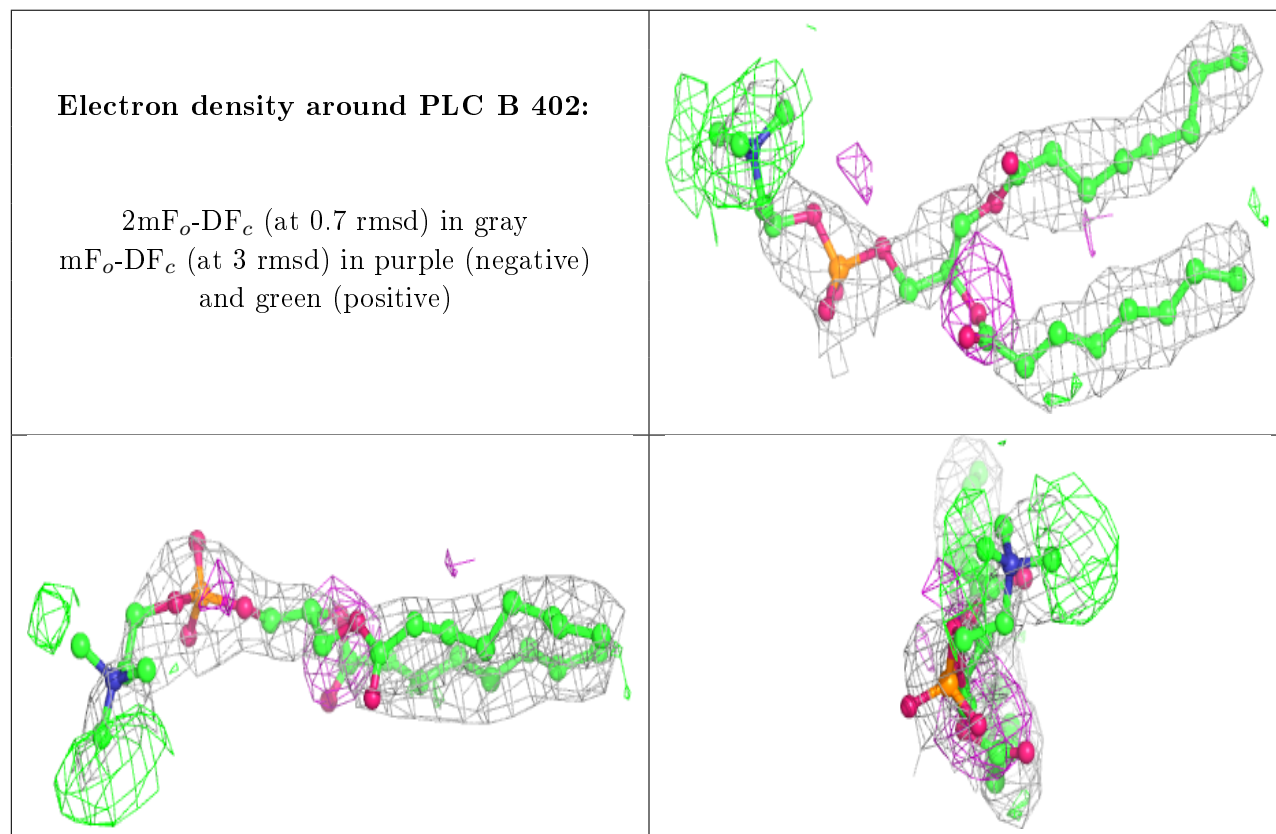 Electron density around PLC B 402:
2mFₒ-DF𝒸 (at 0.7 rmsd) in gray
mFₒ-DF𝒸 (at 3 rmsd) in purple (negative)
and green (positive)